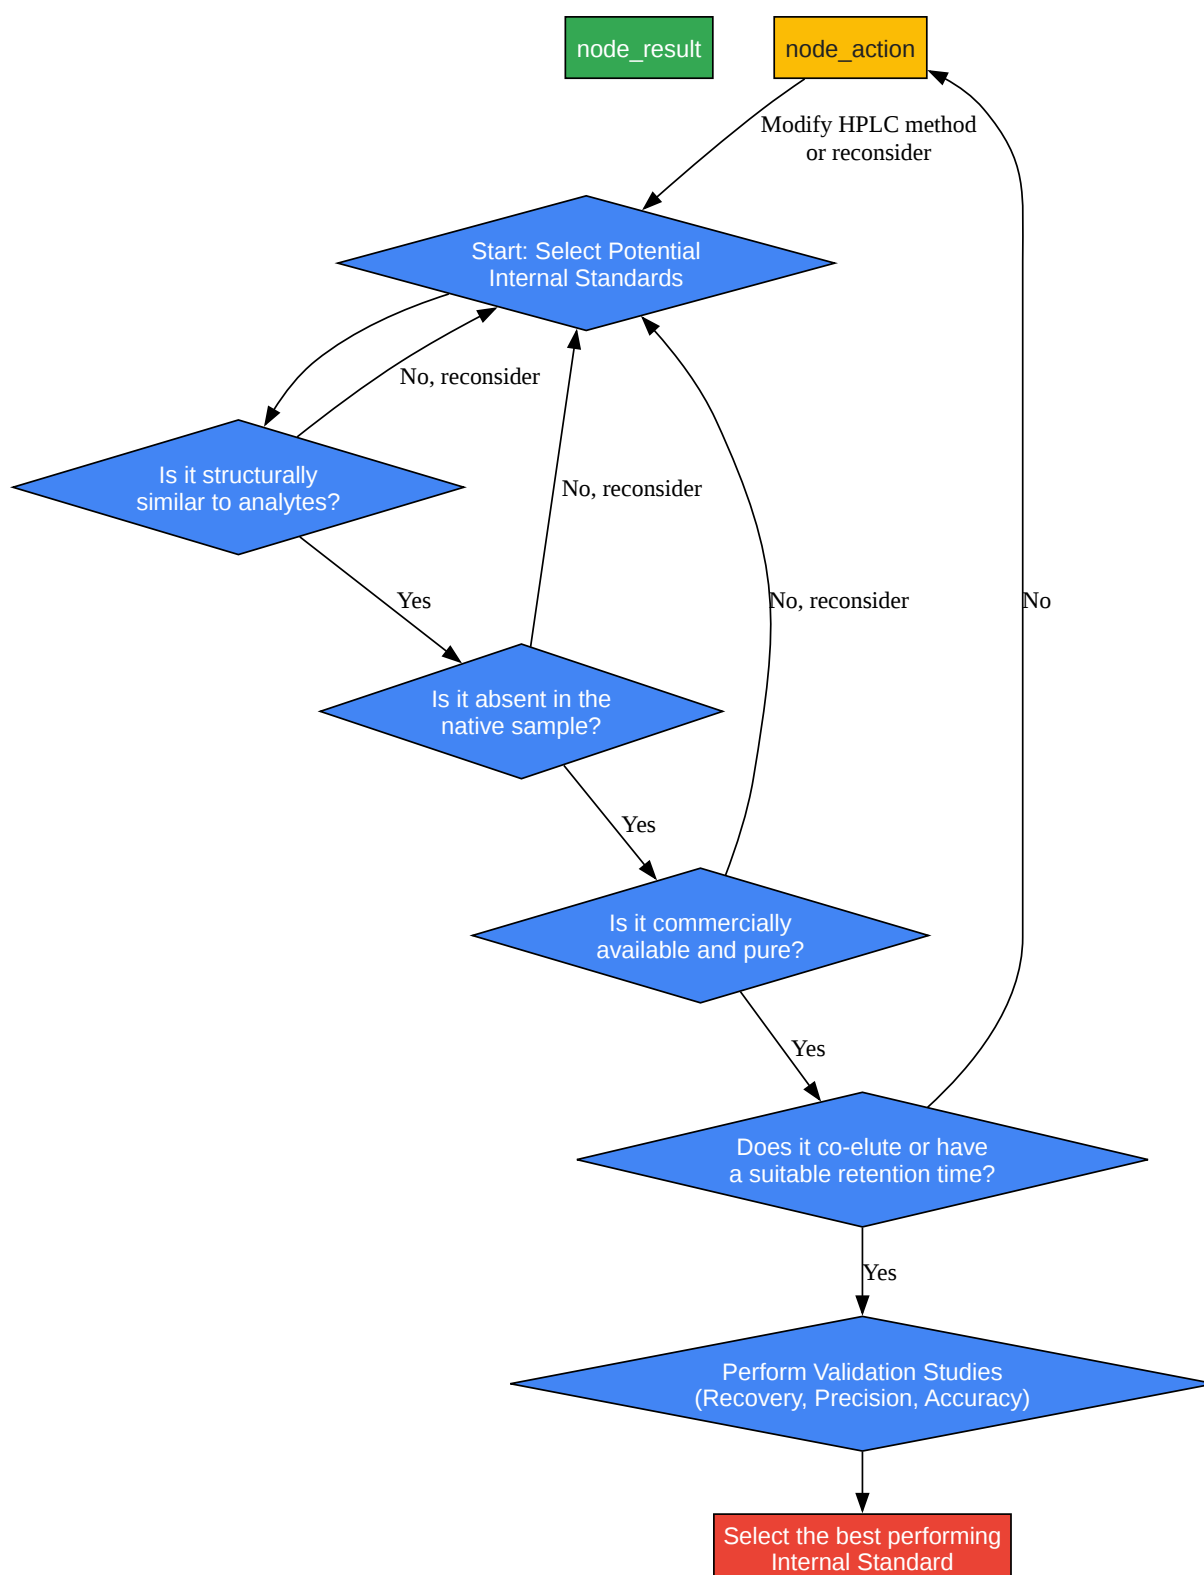 node_result
node_action
Modify HPLC method
or reconsider
Start: Select Potential
Internal Standards
No, reconsider
Is it structurally
similar to analytes?
No, reconsider
Yes
No, reconsider
No
Is it absent in the
native sample?
Yes
Is it commercially
available and pure?
Yes
Does it co-elute or have
a suitable retention time?
Yes
Perform Validation Studies
(Recovery, Precision, Accuracy)
Select the best performing
Internal Standard